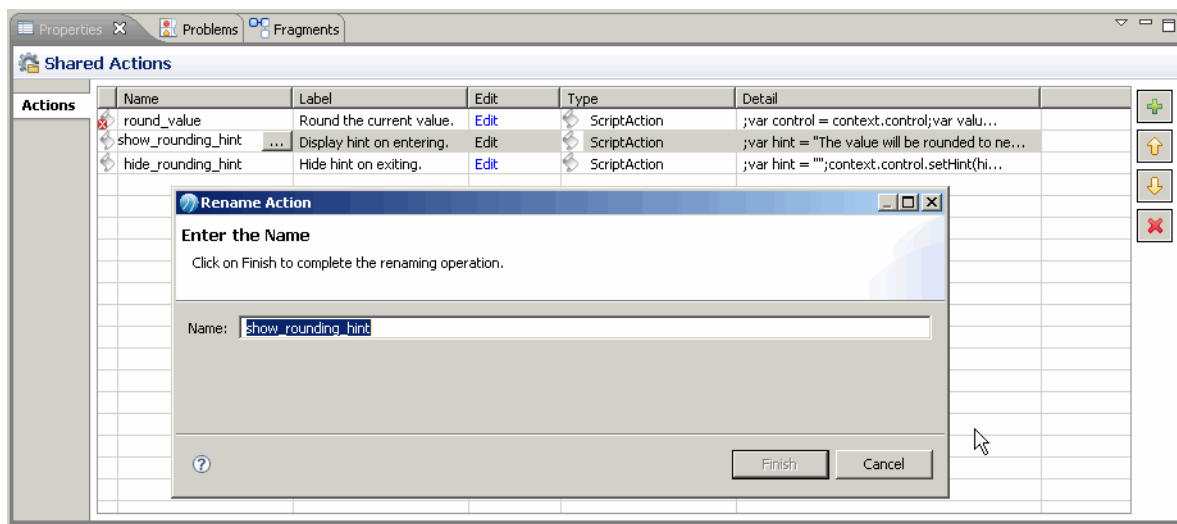 Properties Problems Fragments
Shared Actions
Actions
Name Label Edit Type Detail
round_value Round the current value. Edit ScriptAction ;var control = context.control;var valu...
show_rounding_hint ... Display hint on entering. Edit ScriptAction ;var hint = "The value will be rounded to ne...
hide_rounding_hint Hide hint on exiting. Edit ScriptAction ;var hint = "";context.control.setHint(hi...
Rename Action
Enter the Name
Click on Finish to complete the renaming operation.
Name: show_rounding_hint
? Finish Cancel